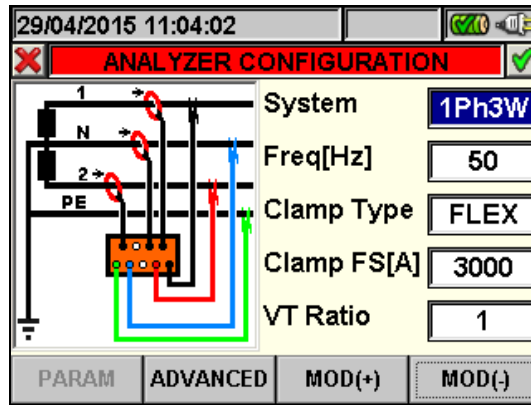 29/04/2015 11:04:02
ANALYZER CONFIGURATION
1
N
2
PE
System 1Ph3W
Freq[Hz] 50
Clamp Type FLEX
Clamp FS[A] 3000
VT Ratio 1
PARAM ADVANCED MOD(+) MOD(-)